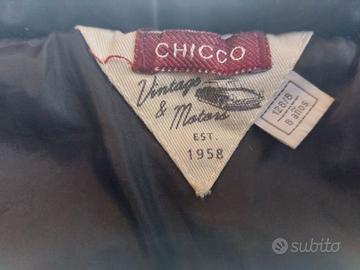 CHICCO
Vintage
& Motors
EST.
1958
128/8
8 años
subito